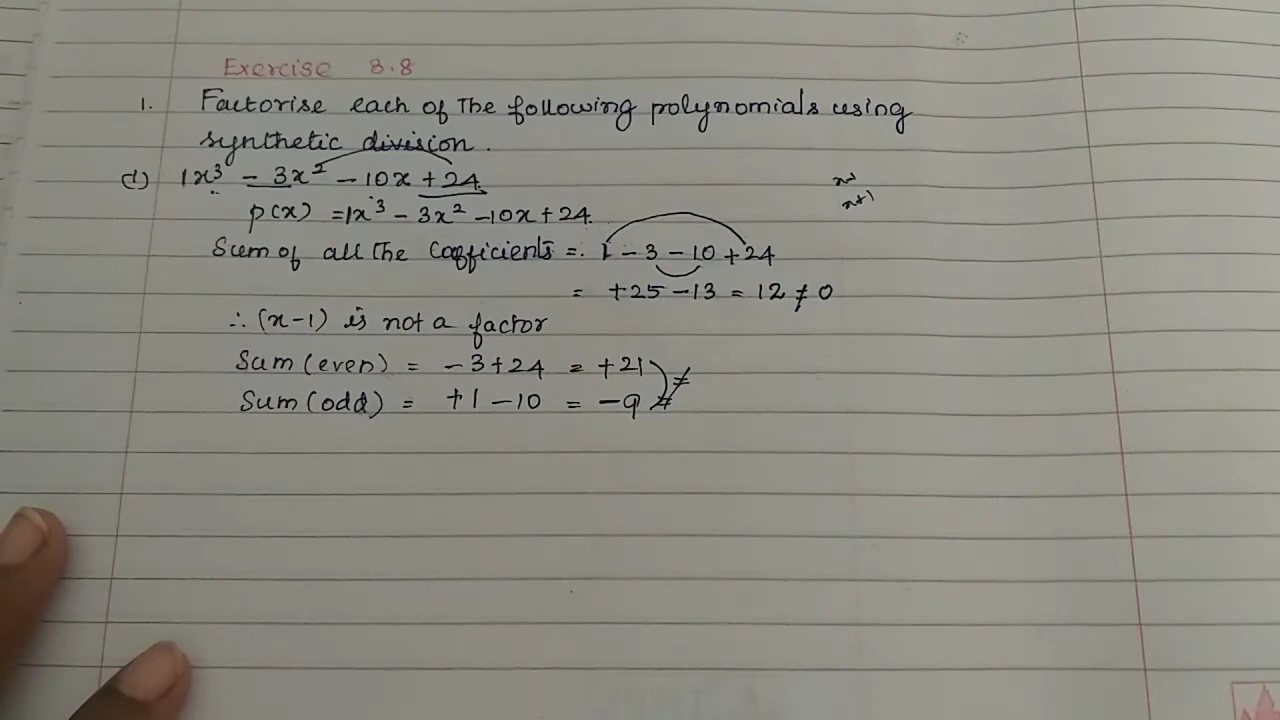 Exercise 3.8
1. Factorise each of The following polynomials using
synthetic division.
(i) 1x³ - 3x² - 10x + 24.
p(x) = 1x³ - 3x² - 10x + 24.
Sum of all The Coefficients = 1 - 3 - 10 + 24
= +25 - 13 = 12 ≠ 0
∴ (x-1) is not a factor
Sum (even) = - 3 + 24 = + 21
Sum (odd) = + 1 - 10 = - 9 ≠
x+1